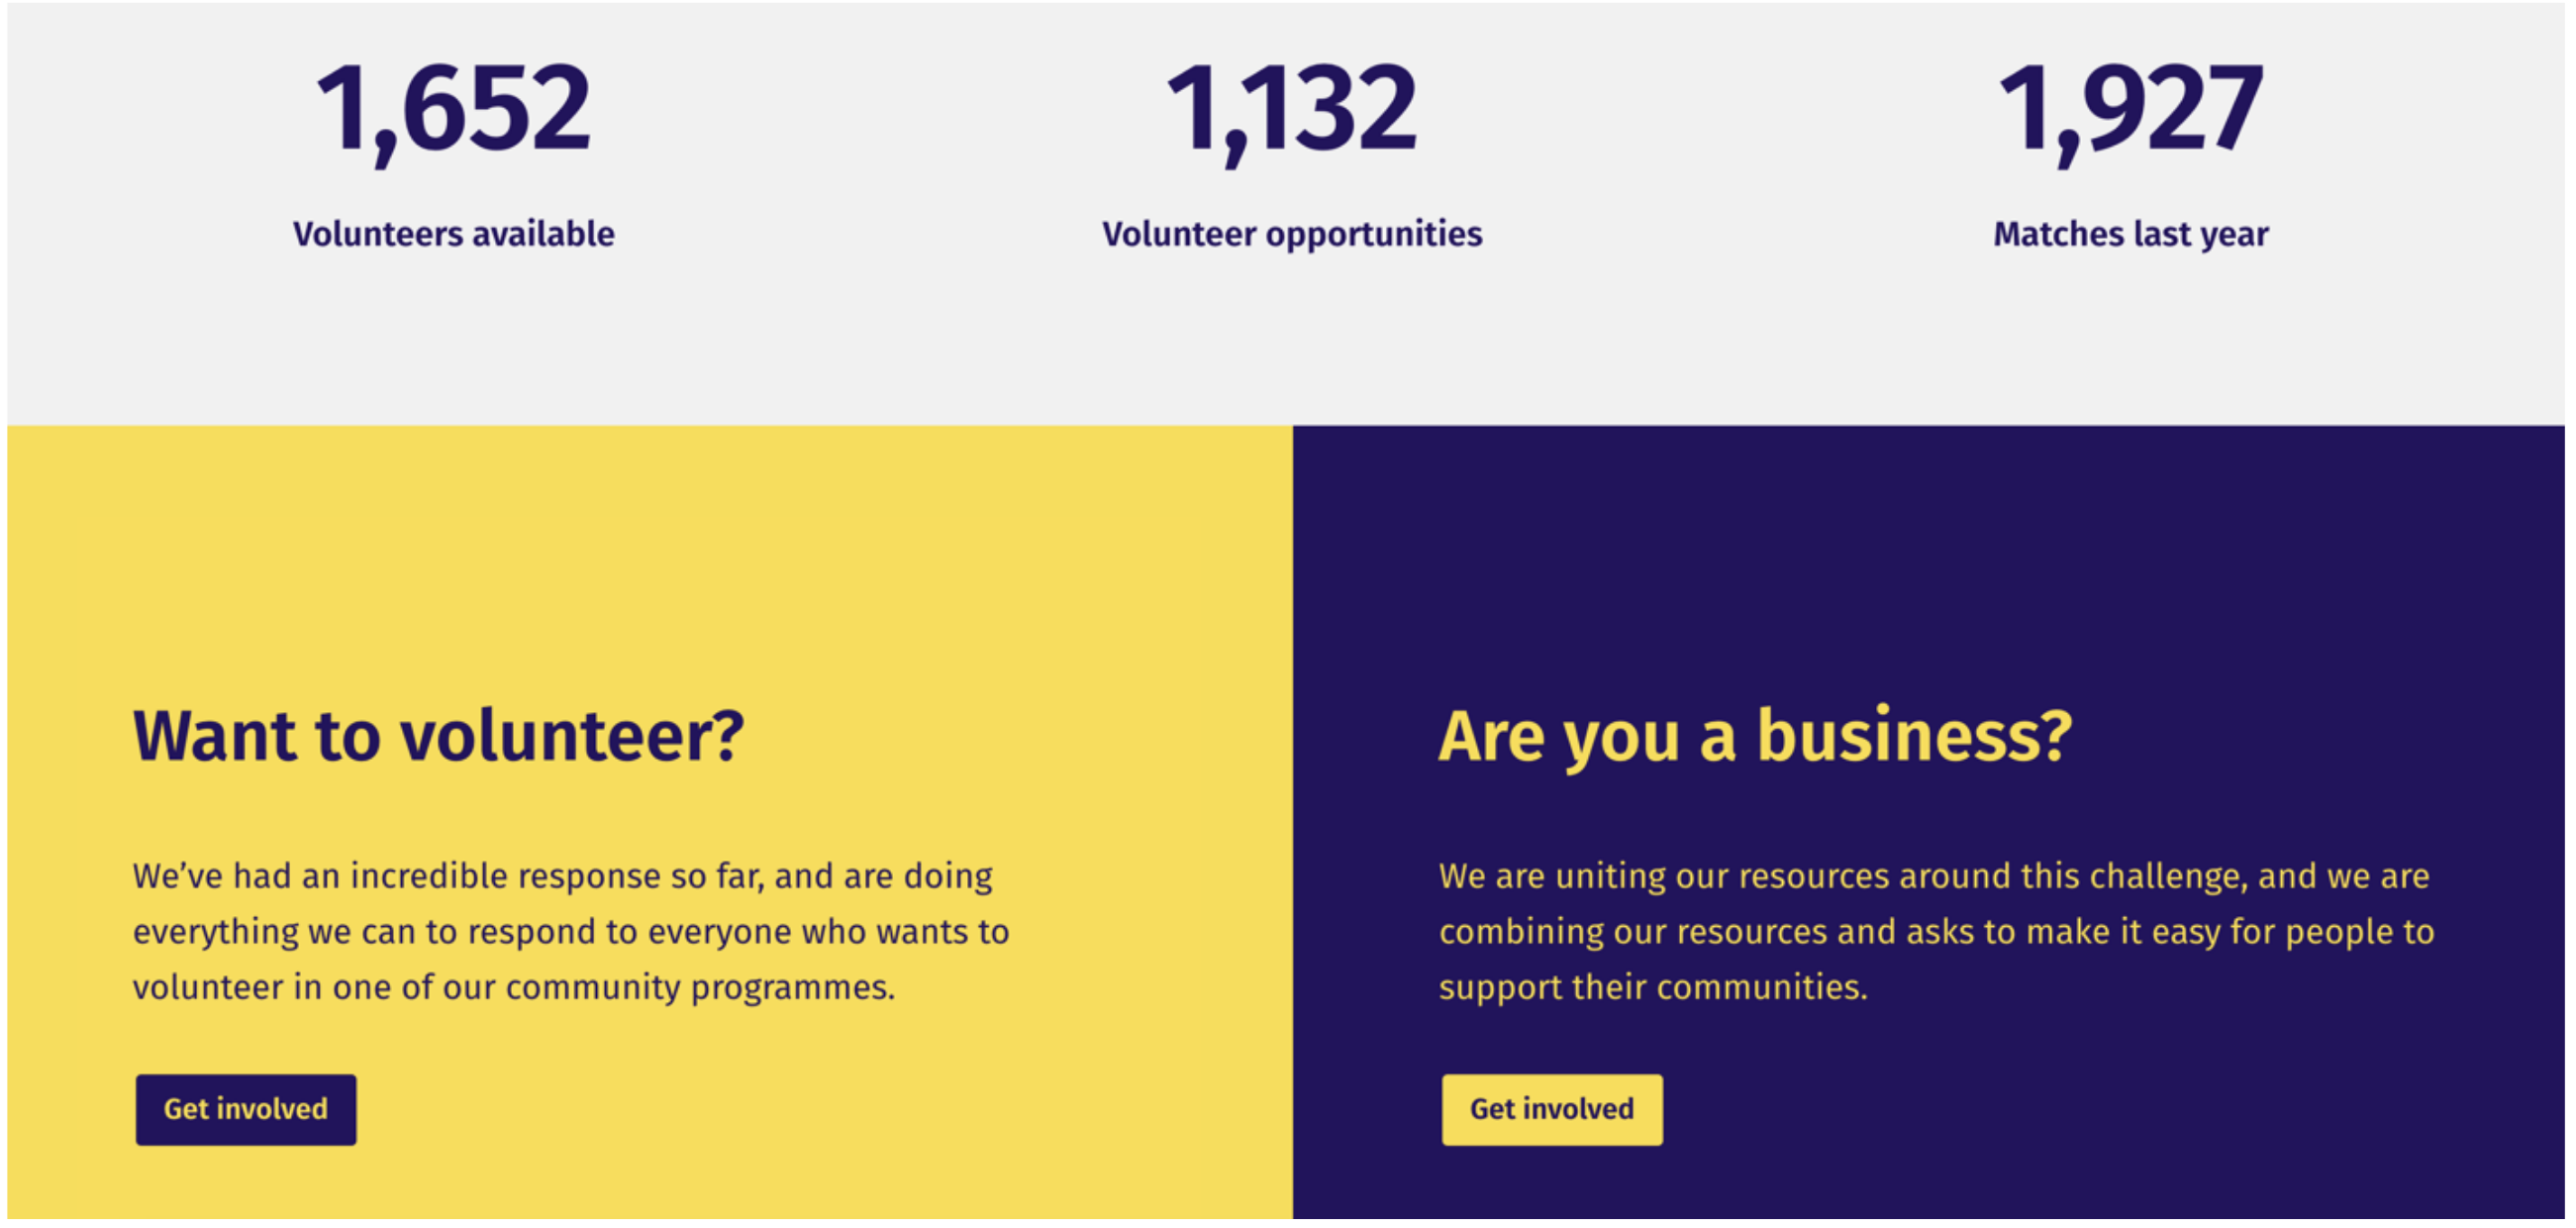 1,652
1,132
1,927
Volunteers available
Volunteer opportunities
Matches last year
Want to volunteer?
We’ve had an incredible response so far, and are doing
everything we can to respond to everyone who wants to
volunteer in one of our community programmes.
Get involved
Are you a business?
We are uniting our resources around this challenge, and we are
combining our resources and asks to make it easy for people to
support their communities.
Get involved